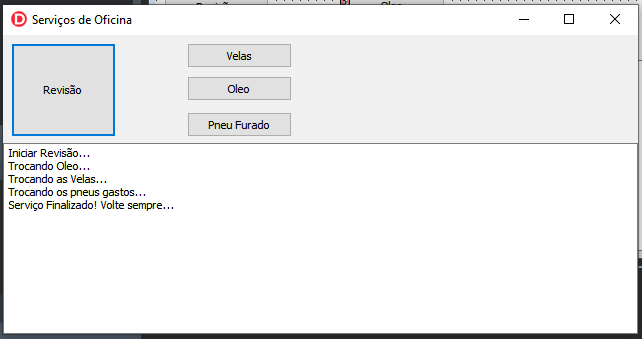 Serviços de Oficina
Revisão
Velas
Oleo
Pneu Furado
Iniciar Revisão...
Trocando Oleo...
Trocando as Velas...
Trocando os pneus gastos...
Serviço Finalizado! Volte sempre...